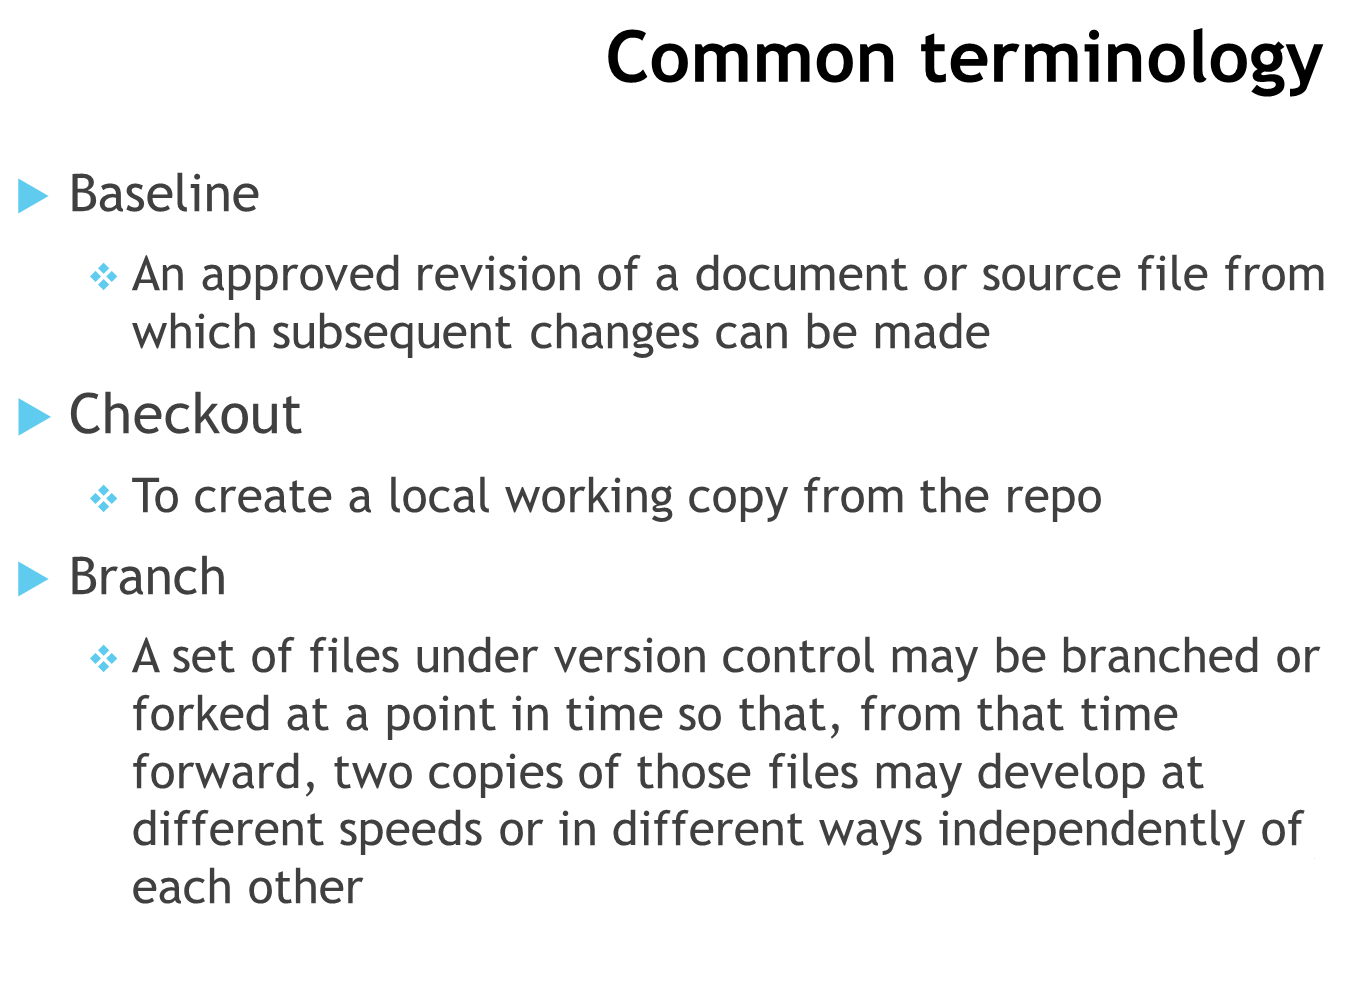 Common terminology
Baseline
An approved revision of a document or source file from
which subsequent changes can be made
Checkout
To create a local working copy from the repo
Branch
A set of files under version control may be branched or
forked at a point in time so that, from that time
forward, two copies of those files may develop at
different speeds or in different ways independently of
each other